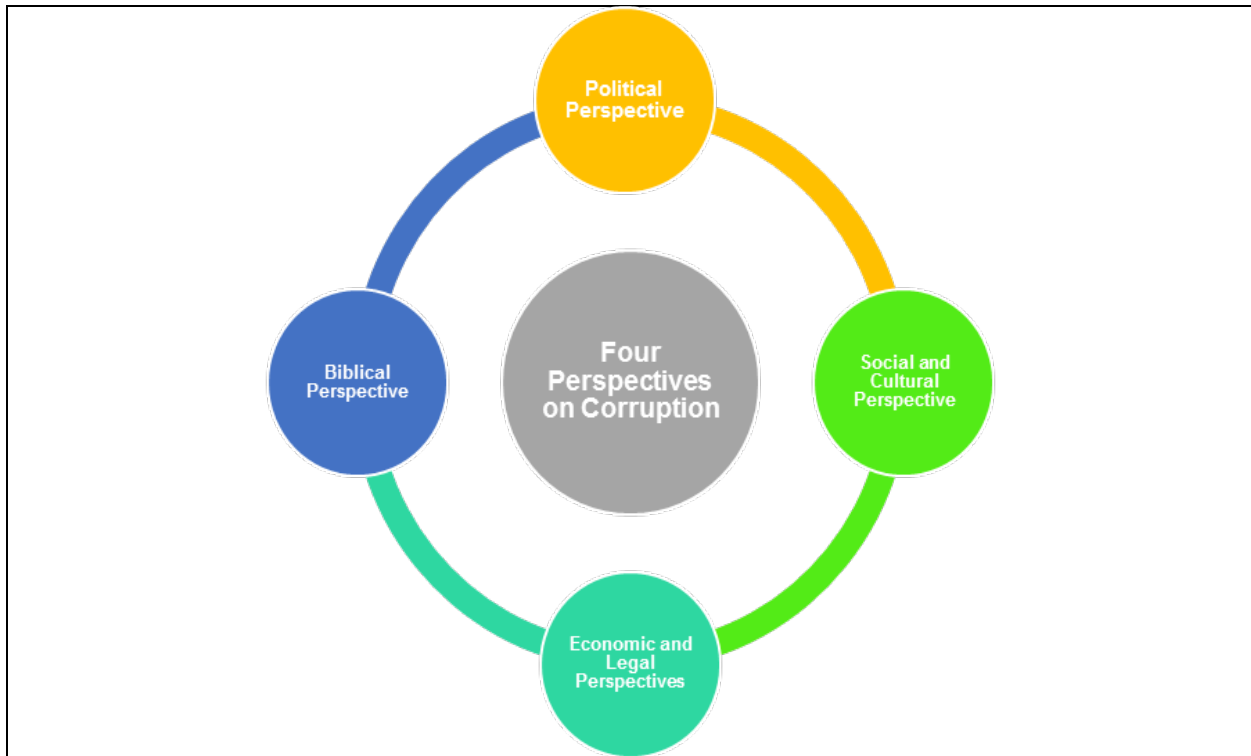 Political
Perspective
Four
Perspectives
on Corruption
Biblical
Perspective
Social and
Cultural
Perspective
Economic and
Legal
Perspectives